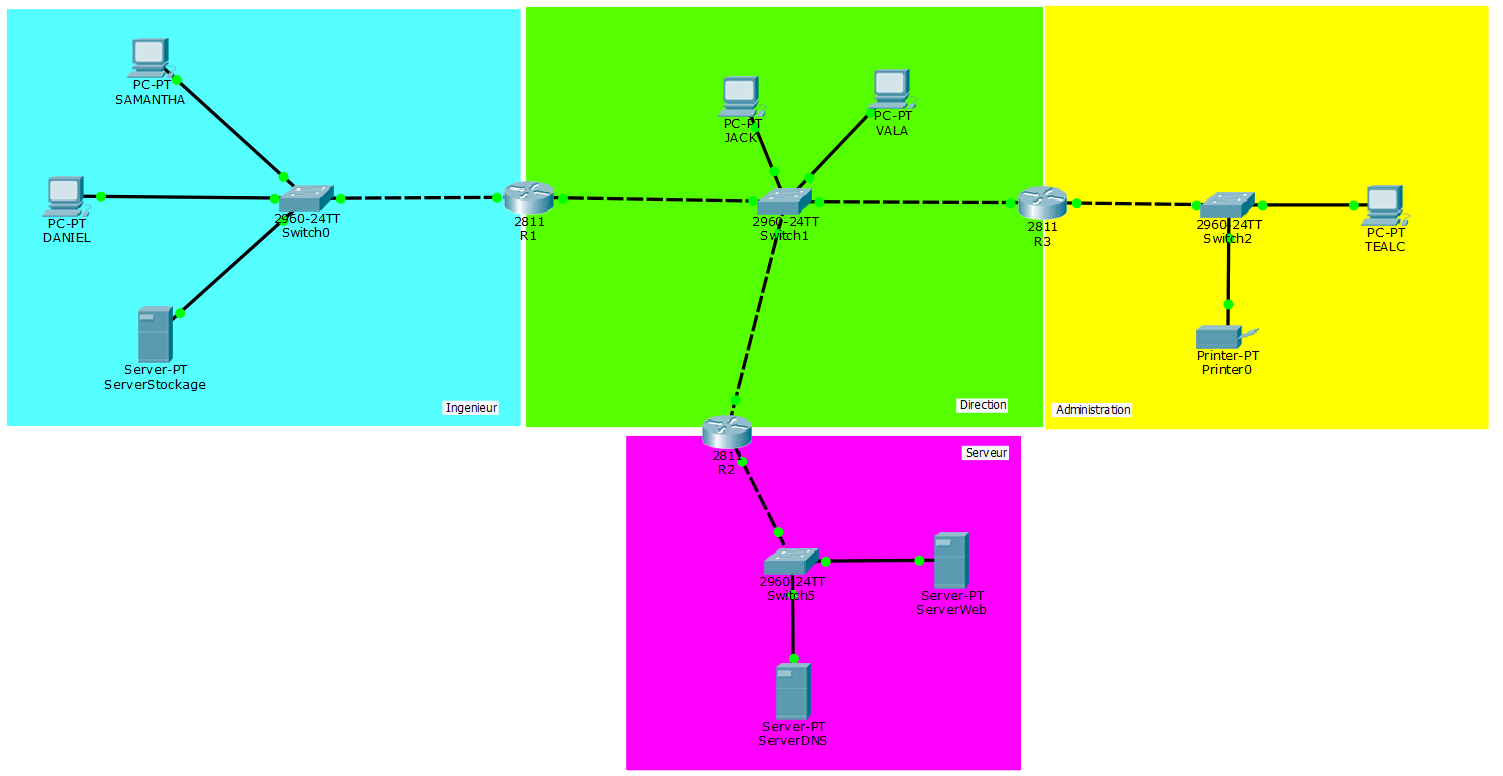 PC-PT
SAMANTHA
PC-PT
DANIEL
2960-24TT
Switch0
Server-PT
ServerStockage
Ingenieur
2811
R1
PC-PT
JACK
PC-PT
VALA
2960-24TT
Switch1
Direction
2811
R3
2960-24TT
Switch2
PC-PT
TEALC
Printer-PT
Printer0
Administration
2811
R2
Serveur
2960-24TT
Switch5
Server-PT
ServerWeb
Server-PT
ServerDNS